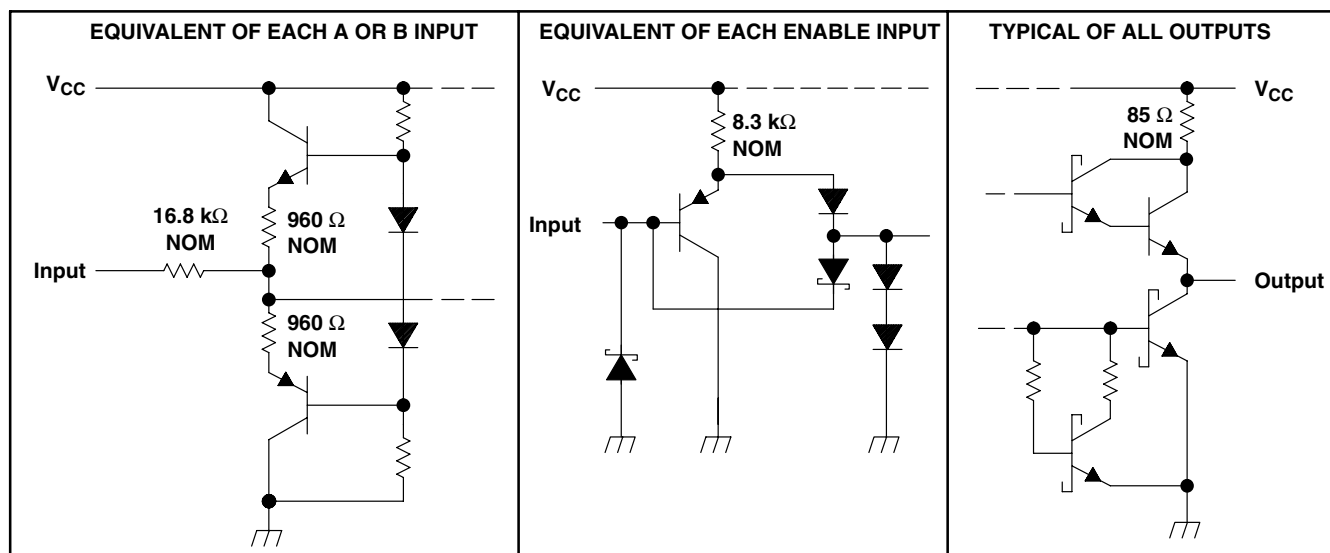 EQUIVALENT OF EACH A OR B INPUT
VCC
16.8 kΩ
NOM
960 Ω
NOM
Input
960 Ω
NOM
EQUIVALENT OF EACH ENABLE INPUT
VCC
8.3 kΩ
NOM
Input
TYPICAL OF ALL OUTPUTS
VCC
85 Ω
NOM
Output